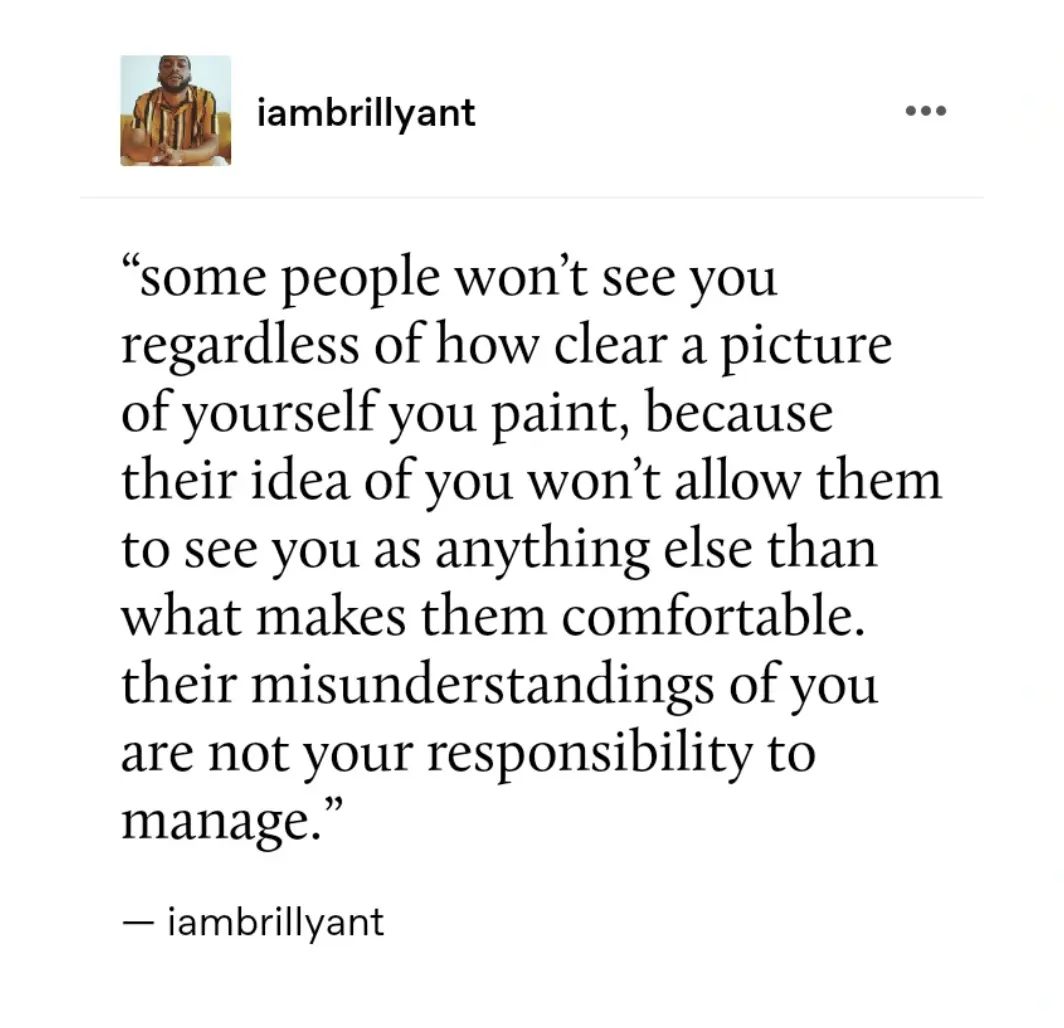 iambrillyant
“some people won’t see you
regardless of how clear a picture
of yourself you paint, because
their idea of you won’t allow them
to see you as anything else than
what makes them comfortable.
their misunderstandings of you
are not your responsibility to
manage.”
— iambrillyant